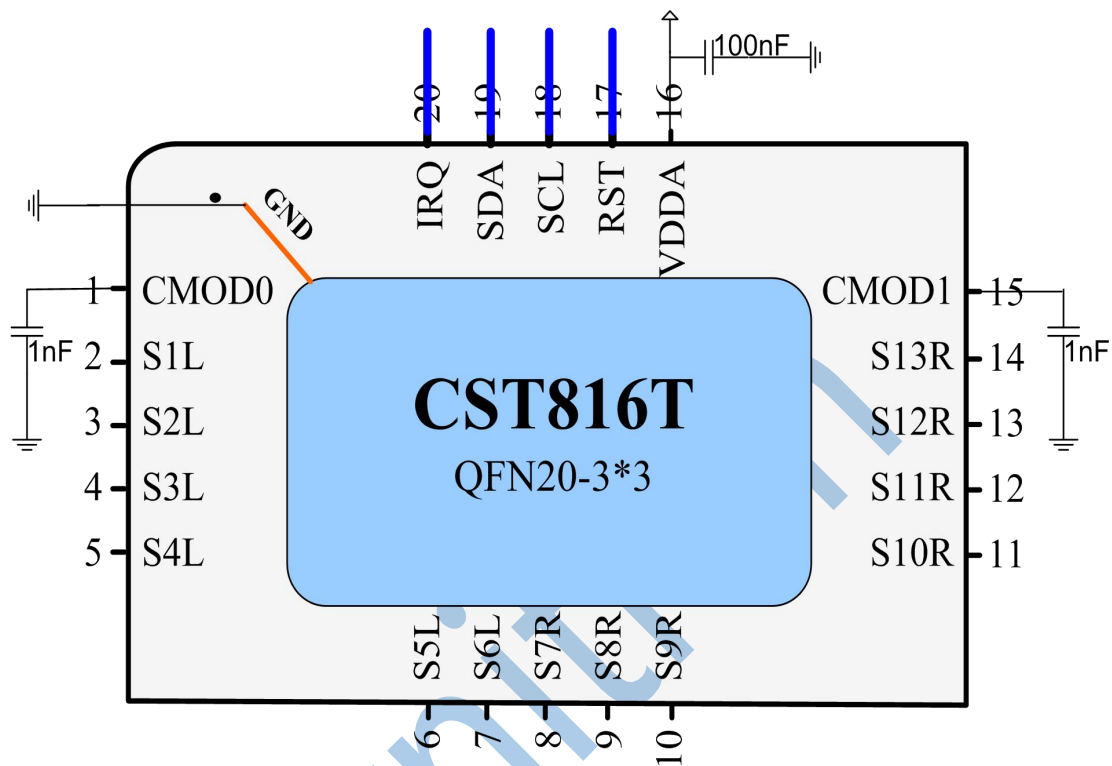 100nF
20 19 18 17 16
IRQ SDA SCL RST VDDA
GND
1 CMOD0 CMOD1 15
1nF 1nF
2 S1L S13R 14
3 S2L S12R 13
CST816T
QFN20-3*3
4 S3L S11R 12
5 S4L S10R 11
S5L S6L S7R S8R S9R
6 7 8 9 10